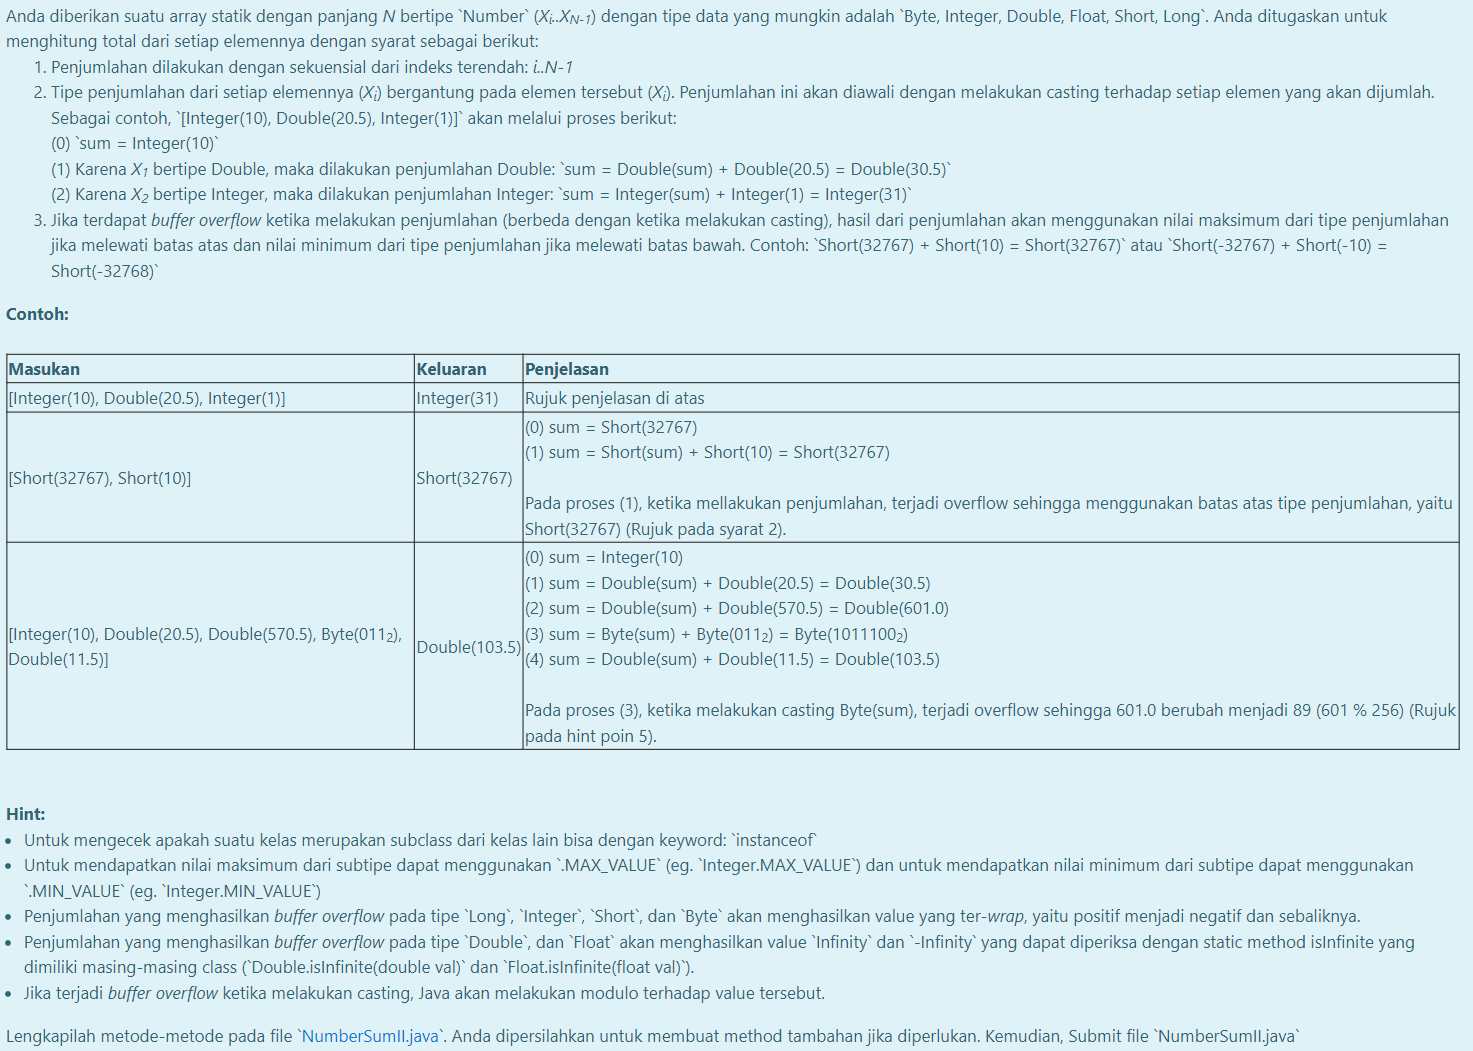 Anda diberikan suatu array statik dengan panjang N bertipe `Number` (Xi..XN-1) dengan tipe data yang mungkin adalah `Byte, Integer, Double, Float, Short, Long`. Anda ditugaskan untuk
menghitung total dari setiap elemennya dengan syarat sebagai berikut:
1. Penjumlahan dilakukan dengan sekuensial dari indeks terendah: i..N-1
2. Tipe penjumlahan dari setiap elemennya (Xi) bergantung pada elemen tersebut (Xi). Penjumlahan ini akan diawali dengan melakukan casting terhadap setiap elemen yang akan dijumlah.
Sebagai contoh, `[Integer(10), Double(20.5), Integer(1)]` akan melalui proses berikut:
(0) `sum = Integer(10)`
(1) Karena X1 bertipe Double, maka dilakukan penjumlahan Double: `sum = Double(sum) + Double(20.5) = Double(30.5)`
(2) Karena X2 bertipe Integer, maka dilakukan penjumlahan Integer: `sum = Integer(sum) + Integer(1) = Integer(31)`
3. Jika terdapat buffer overflow ketika melakukan penjumlahan (berbeda dengan ketika melakukan casting), hasil dari penjumlahan akan menggunakan nilai maksimum dari tipe penjumlahan
jika melewati batas atas dan nilai minimum dari tipe penjumlahan jika melewati batas bawah. Contoh: `Short(32767) + Short(10) = Short(32767)` atau `Short(-32767) + Short(-10) =
Short(-32768)`
Contoh:
Masukan Keluaran Penjelasan
[Integer(10), Double(20.5), Integer(1)] Integer(31) Rujuk penjelasan di atas
[Short(32767), Short(10)] Short(32767)
(0) sum = Short(32767)
(1) sum = Short(sum) + Short(10) = Short(32767)
Pada proses (1), ketika mellakukan penjumlahan, terjadi overflow sehingga menggunakan batas atas tipe penjumlahan, yaitu
Short(32767) (Rujuk pada syarat 2).
[Integer(10), Double(20.5), Double(570.5), Byte(0112),
Double(11.5)]
Double(103.5)
(0) sum = Integer(10)
(1) sum = Double(sum) + Double(20.5) = Double(30.5)
(2) sum = Double(sum) + Double(570.5) = Double(601.0)
(3) sum = Byte(sum) + Byte(0112) = Byte(10111002)
(4) sum = Double(sum) + Double(11.5) = Double(103.5)
Pada proses (3), ketika melakukan casting Byte(sum), terjadi overflow sehingga 601.0 berubah menjadi 89 (601 % 256) (Rujuk
pada hint poin 5).
Hint:
• Untuk mengecek apakah suatu kelas merupakan subclass dari kelas lain bisa dengan keyword: `instanceof`
• Untuk mendapatkan nilai maksimum dari subtipe dapat menggunakan `.MAX_VALUE` (eg. `Integer.MAX_VALUE`) dan untuk mendapatkan nilai minimum dari subtipe dapat menggunakan
`.MIN_VALUE` (eg. `Integer.MIN_VALUE`)
• Penjumlahan yang menghasilkan buffer overflow pada tipe `Long`, `Integer`, `Short`, dan `Byte` akan menghasilkan value yang ter-wrap, yaitu positif menjadi negatif dan sebaliknya.
• Penjumlahan yang menghasilkan buffer overflow pada tipe `Double`, dan `Float` akan menghasilkan value `Infinity` dan `-Infinity` yang dapat diperiksa dengan static method isInfinite yang
dimiliki masing-masing class (`Double.isInfinite(double val)` dan `Float.isInfinite(float val)`).
• Jika terjadi buffer overflow ketika melakukan casting, Java akan melakukan modulo terhadap value tersebut.
Lengkapilah metode-metode pada file `NumberSumII.java`. Anda dipersilahkan untuk membuat method tambahan jika diperlukan. Kemudian, Submit file `NumberSumII.java`